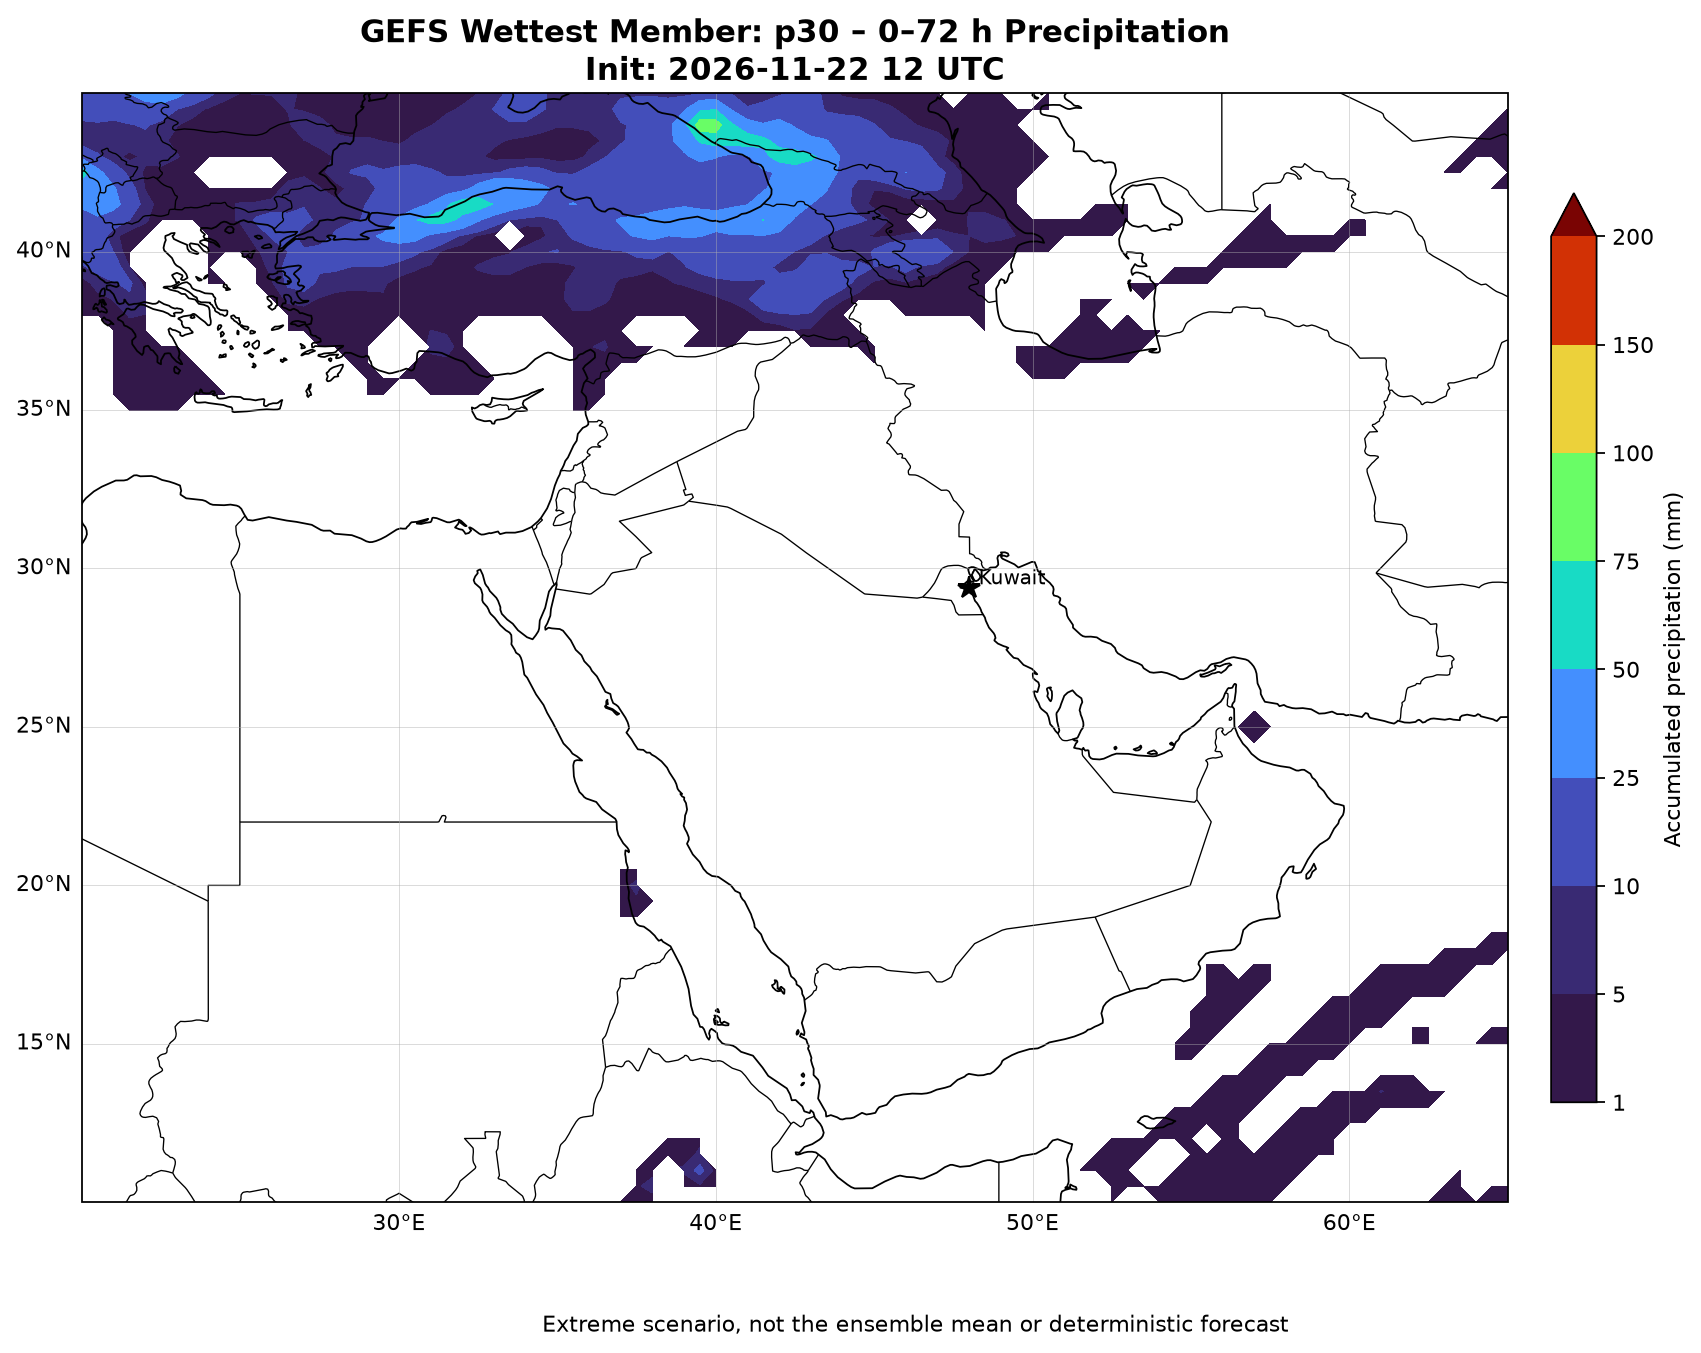 GEFS Wettest Member: p30 – 0–72 h Precipitation
Init: 2026-11-22 12 UTC
40°N
35°N
30°N
25°N
20°N
15°N
30°E
40°E
50°E
60°E
Kuwait
200
150
100
75
50
25
10
5
1
Accumulated precipitation (mm)
Extreme scenario, not the ensemble mean or deterministic forecast